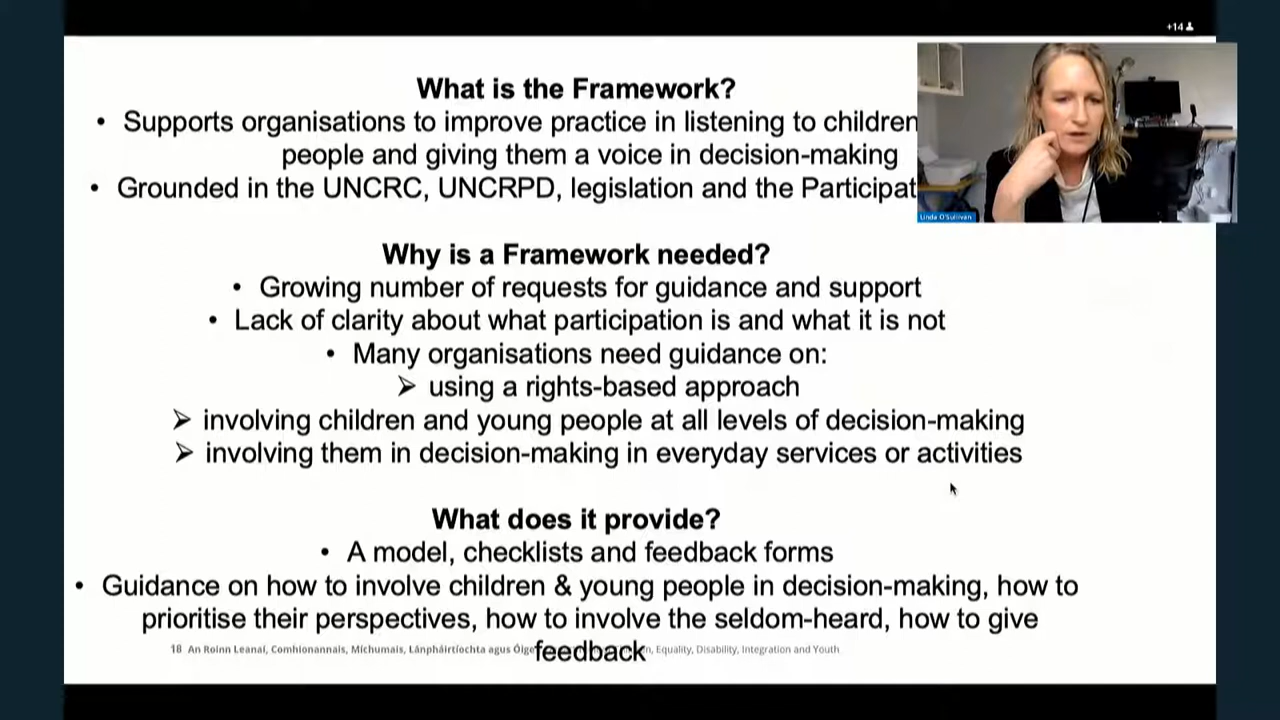 +14
What is the Framework?
• Supports organisations to improve practice in listening to children
people and giving them a voice in decision-making
• Grounded in the UNCRC, UNCRPD, legislation and the Participat
Linda O'Sullivan
Why is a Framework needed?
• Growing number of requests for guidance and support
• Lack of clarity about what participation is and what it is not
• Many organisations need guidance on:
➢ using a rights-based approach
➢ involving children and young people at all levels of decision-making
➢ involving them in decision-making in everyday services or activities
What does it provide?
• A model, checklists and feedback forms
• Guidance on how to involve children & young people in decision-making, how to
prioritise their perspectives, how to involve the seldom-heard, how to give
feedback
18 An Roinn Leanaí, Comhionannais, Míchumais, Lánpháirtíochta agus Óige Equality, Disability, Integration and Youth